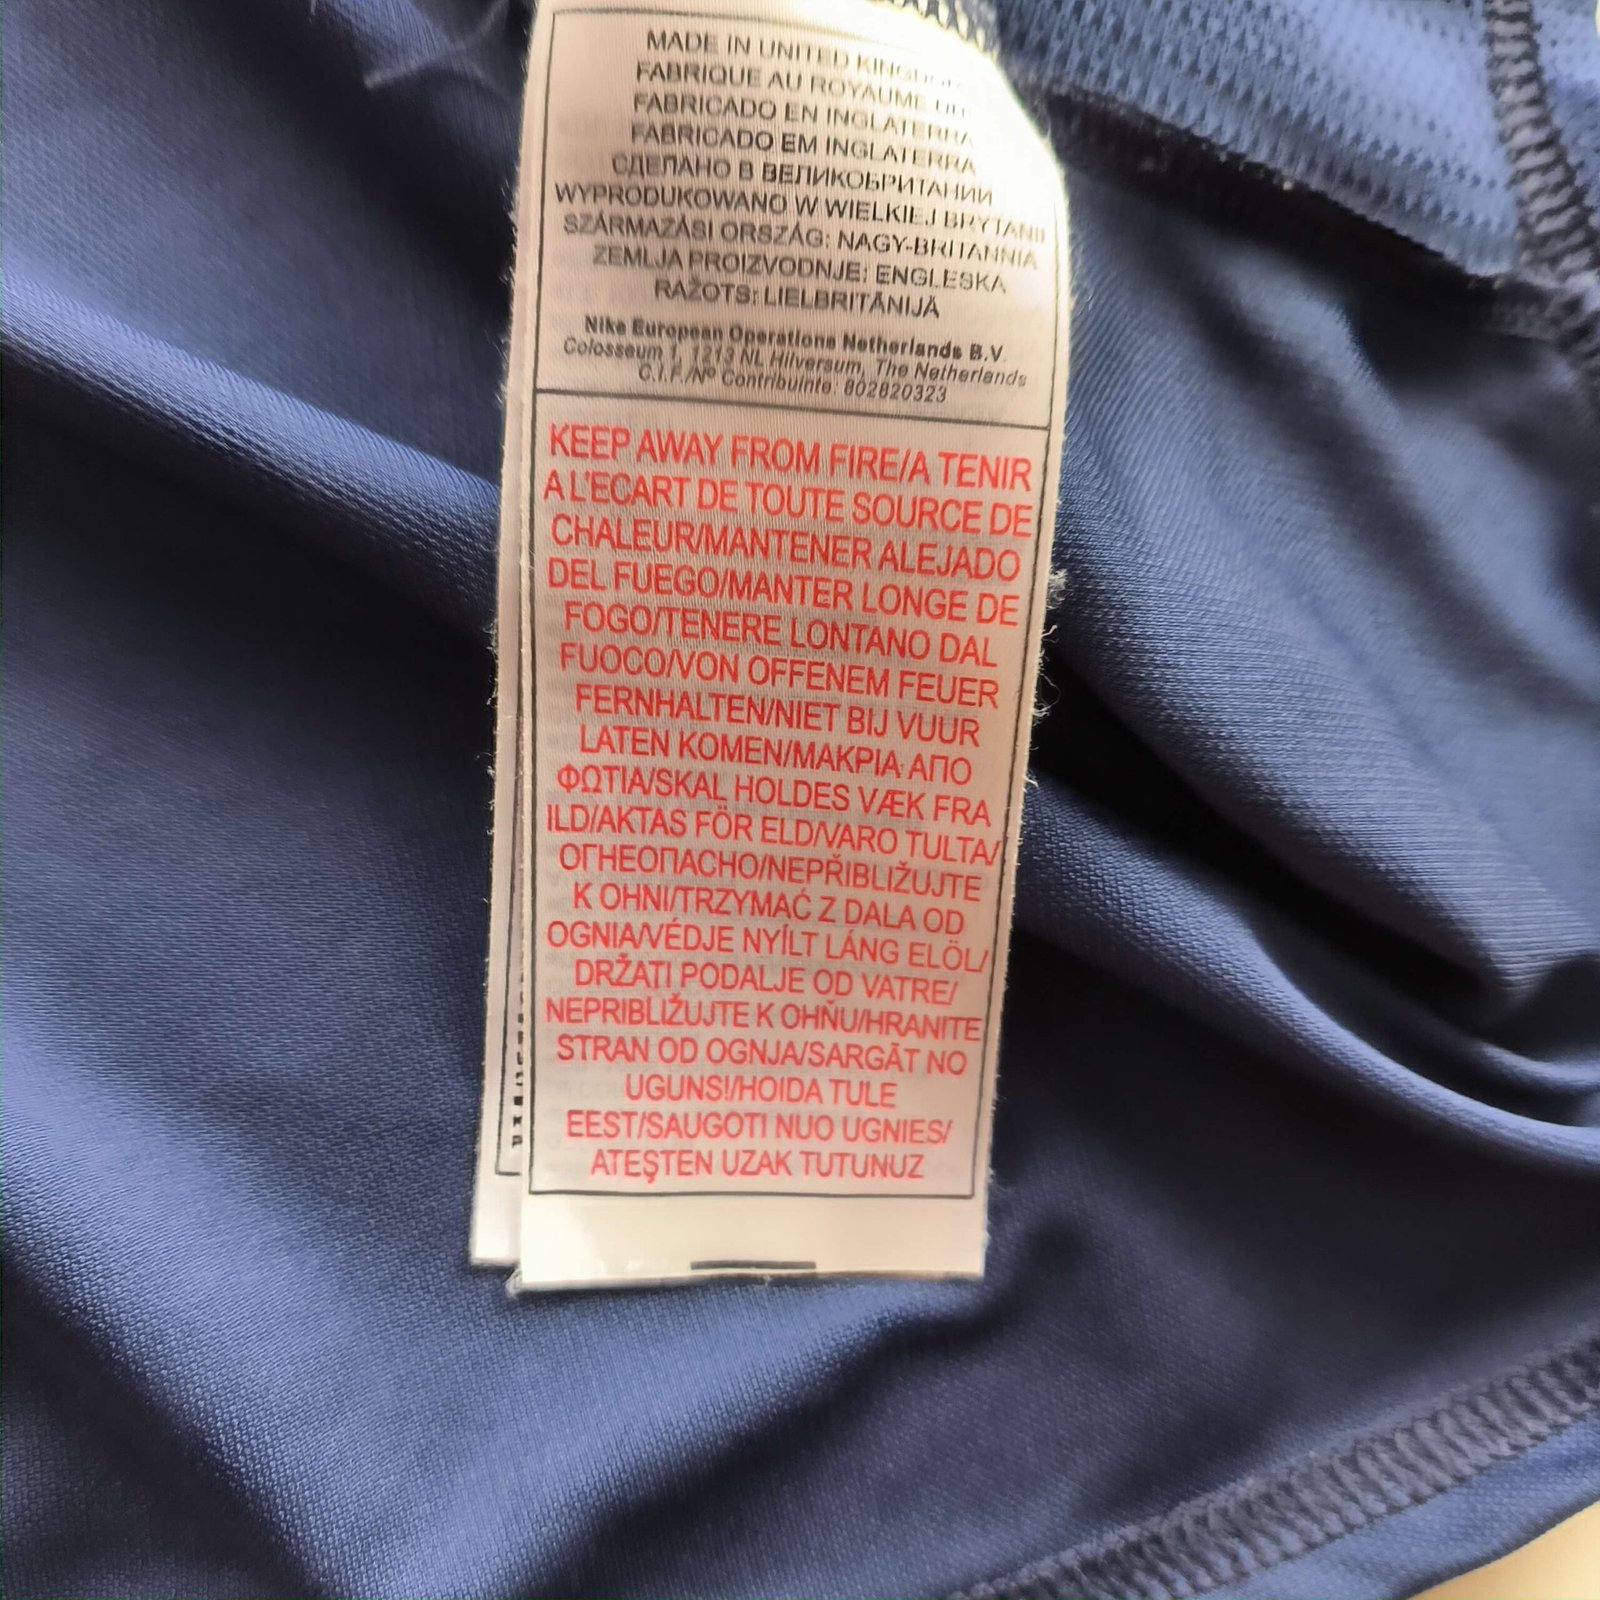 MADE IN UNITED KINGDOM
FABRIQUE AU ROYAUME UNI
FABRICADO EN INGLATERRA
FABRICADO EM INGLATERRA
СДЕЛАНО В ВЕЛИКОБРИТАНИИ
WYPRODUKOWANO W WIELKIEJ BRYTANII
SZÁRMAZÁSI ORSZÁG: NAGY-BRITANNIA
ZEMLJA PROIZVODNJE: ENGLESKA
RAŽOTS: LIELBRITĀNIJĀ
Nike European Operations Netherlands B.V.
Colosseum 1, 1213 NL Hilversum, The Netherlands
C.I.F./Nº Contribuinte: 802820323
KEEP AWAY FROM FIRE/A TENIR
A L'ECART DE TOUTE SOURCE DE
CHALEUR/MANTENER ALEJADO
DEL FUEGO/MANTER LONGE DE
FOGO/TENERE LONTANO DAL
FUOCO/VON OFFENEM FEUER
FERNHALTEN/NIET BIJ VUUR
LATEN KOMEN/ΜΑΚΡΙΑ ΑΠΟ
ΦΩΤΙΑ/SKAL HOLDES VÆK FRA
ILD/AKTAS FÖR ELD/VARO TULTA/
ОГНЕОПАСНО/NEPŘIBLIŽUJTE
K OHNI/TRZYMAĆ Z DALA OD
OGNIA/VÉDJE NYÍLT LÁNG ELÖL/
DRŽATI PODALJE OD VATRE/
NEPRIBLIŽUJTE K OHŇU/HRANITE
STRAN OD OGNJA/SARGĀT NO
UGUNS!/HOIDA TULE
EEST/SAUGOTI NUO UGNIES/
ATEŞTEN UZAK TUTUNUZ